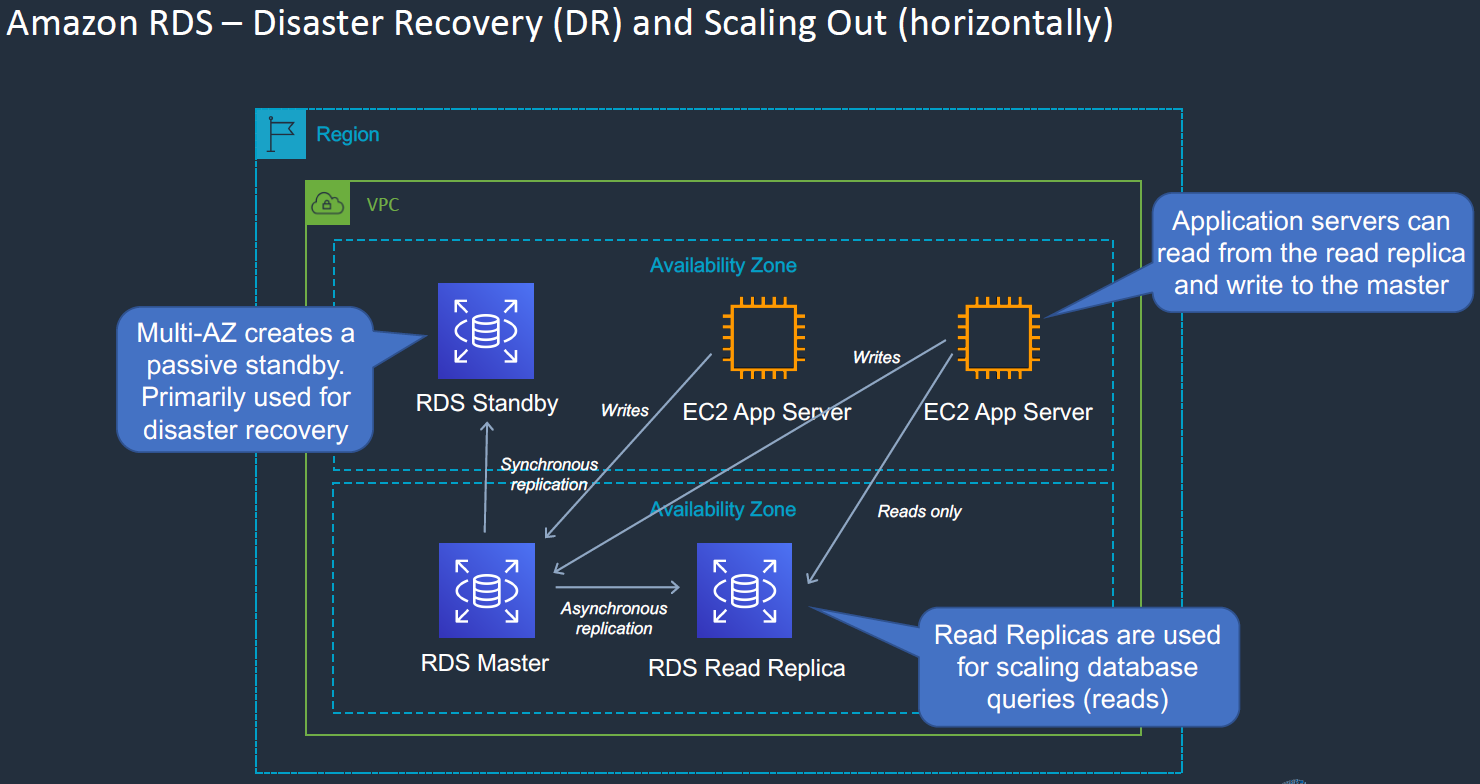 Amazon RDS – Disaster Recovery (DR) and Scaling Out (horizontally)
Region
VPC
Application servers can
read from the read replica
and write to the master
Availability Zone
Multi-AZ creates a
passive standby.
Primarily used for
disaster recovery
RDS Standby
Writes
EC2 App Server
Writes
EC2 App Server
Synchronous
replication
Availability Zone
Reads only
Asynchronous
replication
RDS Master
RDS Read Replica
Read Replicas are used
for scaling database
queries (reads)